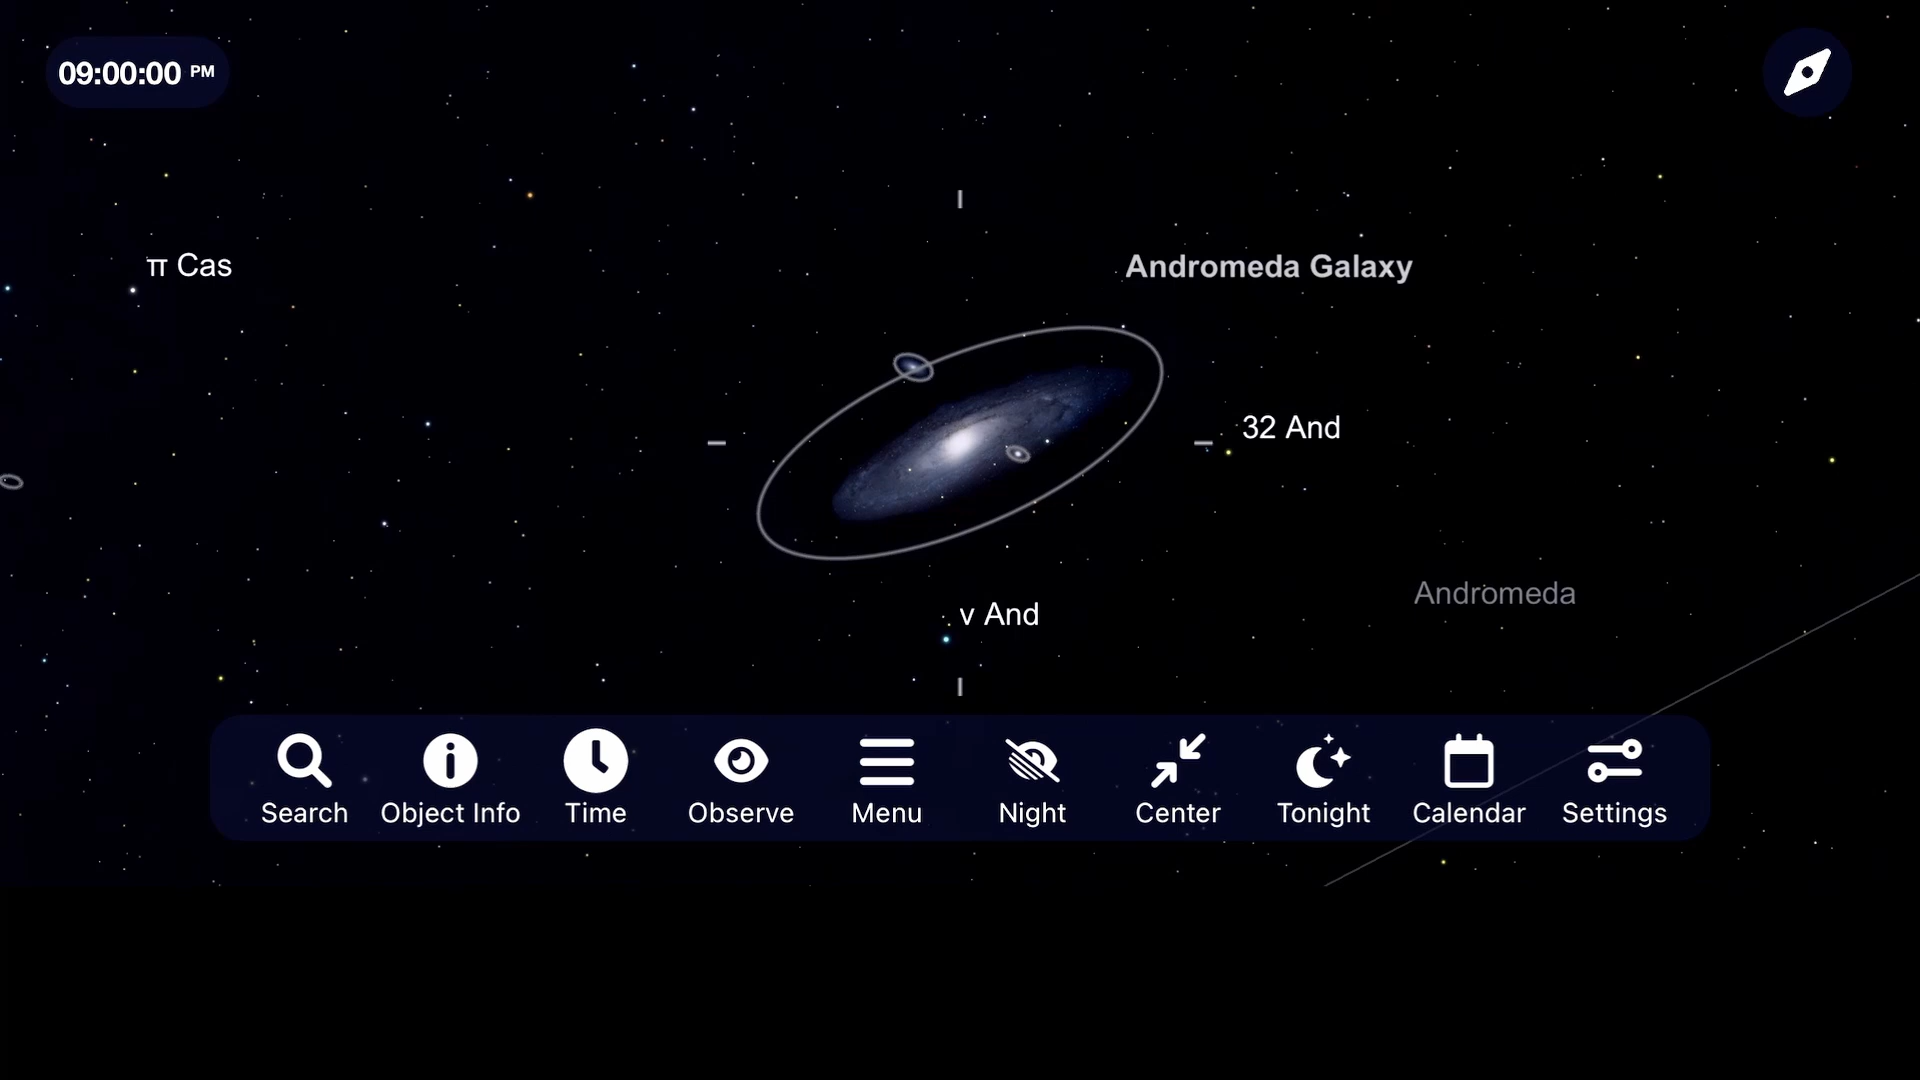 09:00:00 PM
π Cas
Andromeda Galaxy
32 And
Andromeda
ν And
Search
Object Info
Time
Observe
Menu
Night
Center
Tonight
Calendar
Settings